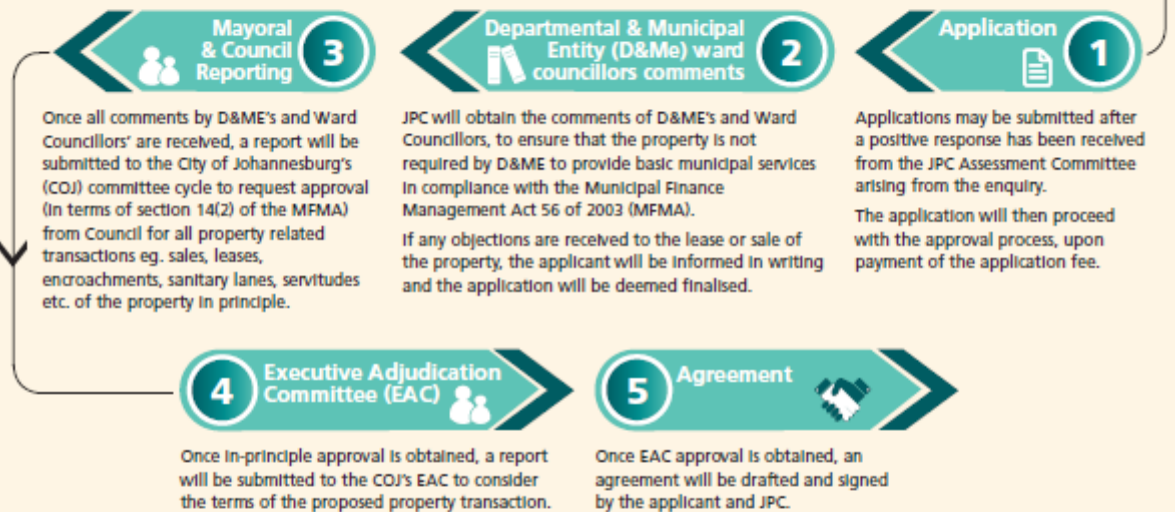 Application
1
Applications may be submitted after
a positive response has been received
from the JPC Assessment Committee
arising from the enquiry.
The application will then proceed
with the approval process, upon
payment of the application fee.
Departmental & Municipal
Entity (D&Me) ward
councillors comments
2
JPC will obtain the comments of D&ME's and Ward
Councillors, to ensure that the property is not
required by D&ME to provide basic municipal services
in compliance with the Municipal Finance
Management Act 56 of 2003 (MFMA).
If any objections are received to the lease or sale of
the property, the applicant will be informed in writing
and the application will be deemed finalised.
Mayoral
& Council
Reporting
3
Once all comments by D&ME's and Ward
Councillors' are received, a report will be
submitted to the City of Johannesburg's
(COJ) committee cycle to request approval
(in terms of section 14(2) of the MFMA)
from Council for all property related
transactions eg. sales, leases,
encroachments, sanitary lanes, servitudes
etc. of the property in principle.
4
Executive Adjudication
Committee (EAC)
Once in-principle approval is obtained, a report
will be submitted to the COJ's EAC to consider
the terms of the proposed property transaction.
5
Agreement
Once EAC approval is obtained, an
agreement will be drafted and signed
by the applicant and JPC.